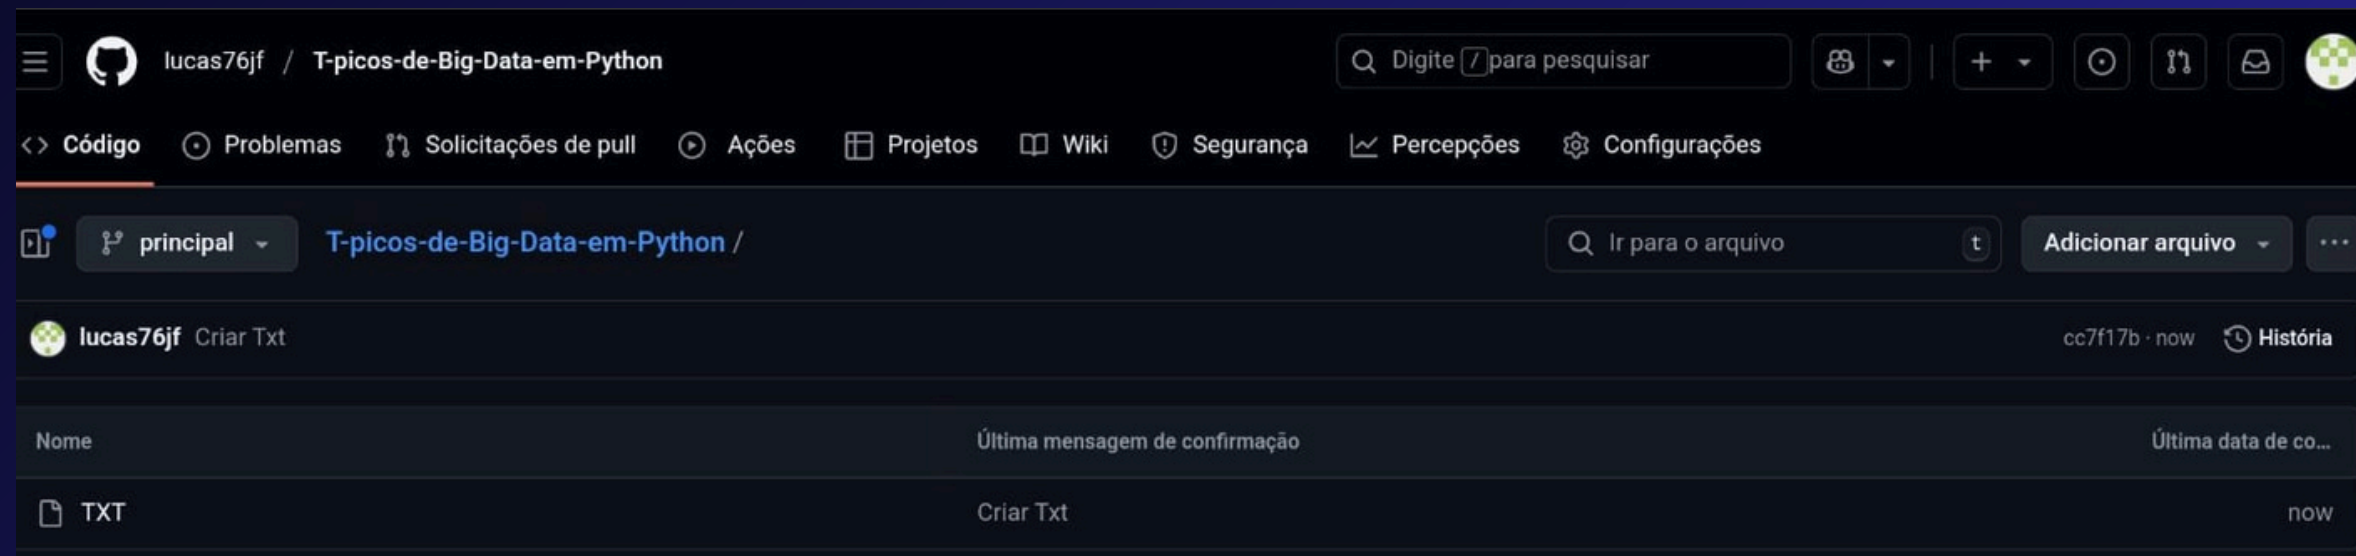 lucas76jf / T-picos-de-Big-Data-em-Python Digite / para pesquisar
Código Problemas Solicitações de pull Ações Projetos Wiki Segurança Percepções Configurações
principal T-picos-de-Big-Data-em-Python / Ir para o arquivo t Adicionar arquivo ...
lucas76jf Criar Txt cc7f17b · now História
Nome Última mensagem de confirmação Última data de co...
TXT Criar Txt now